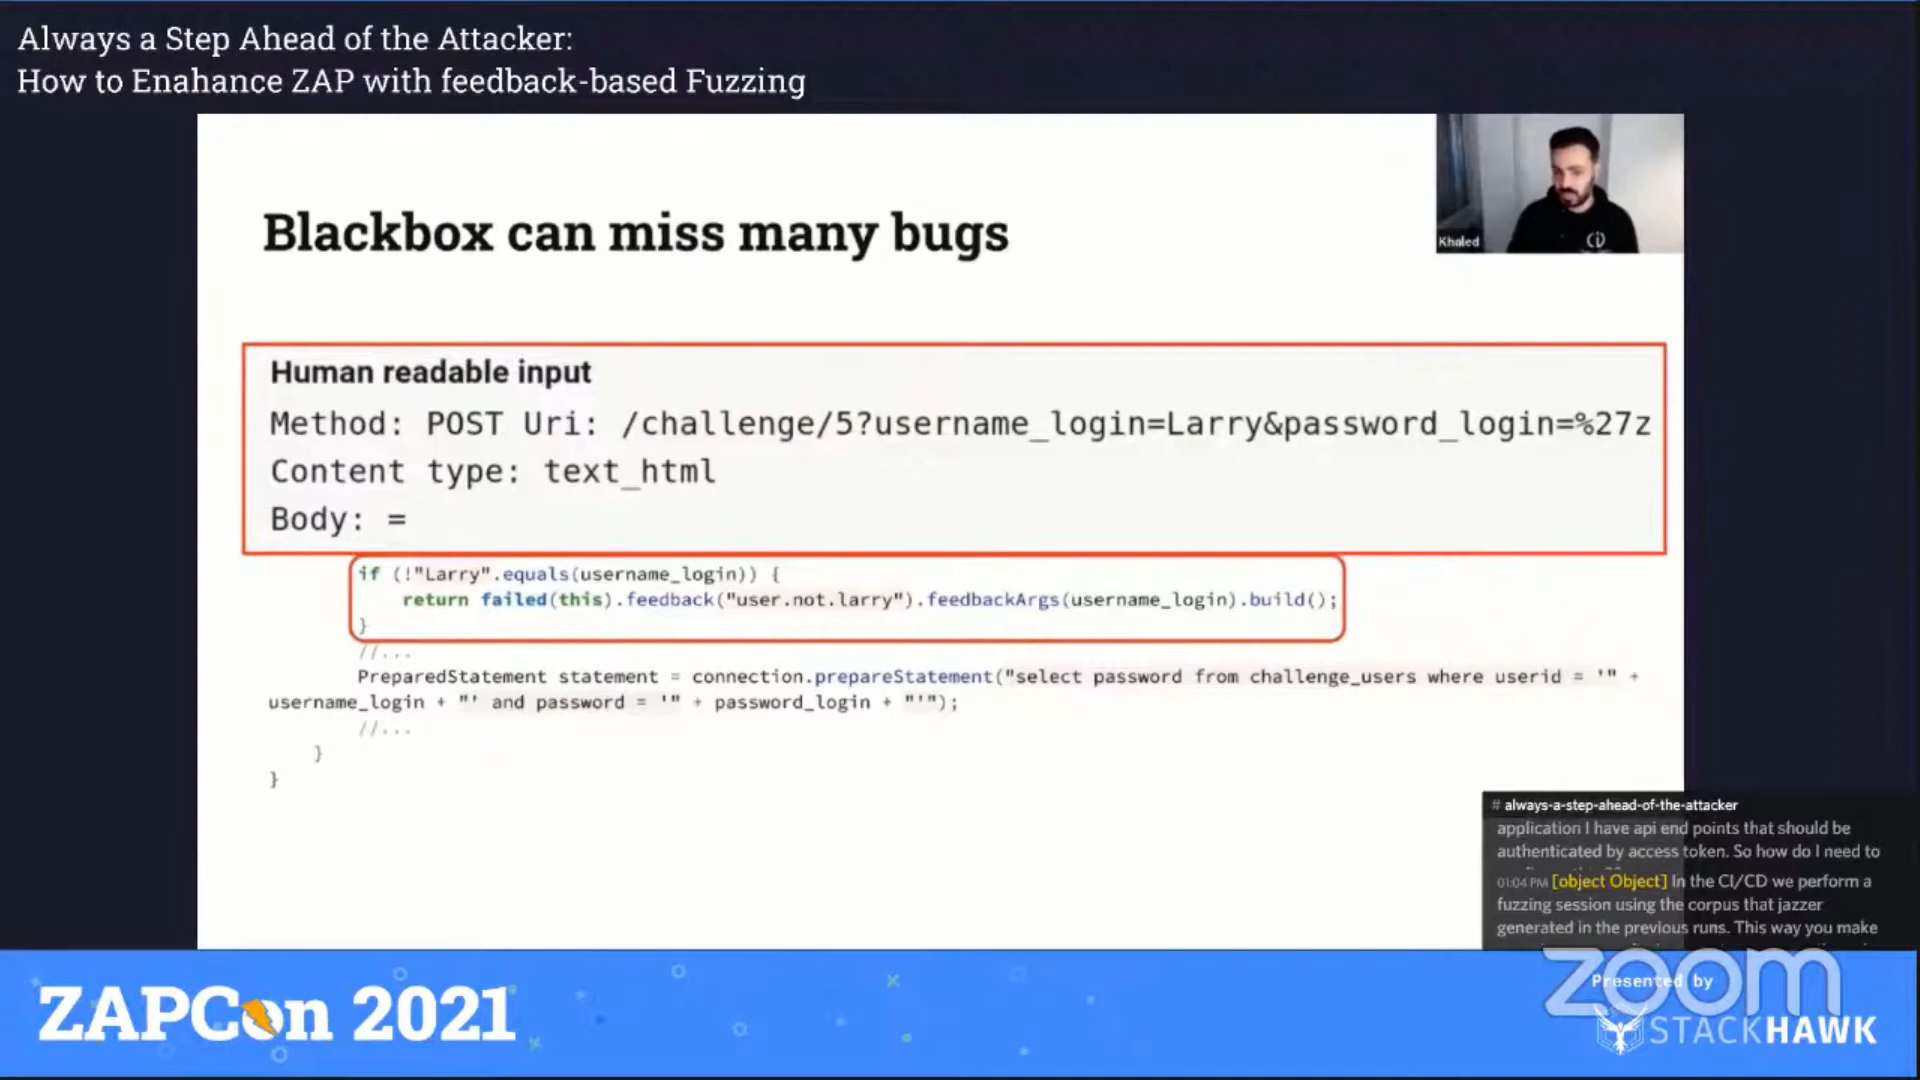 Always a Step Ahead of the Attacker:
How to Enahance ZAP with feedback-based Fuzzing
Khaled
Blackbox can miss many bugs
Human readable input
Method: POST Uri: /challenge/5?username_login=Larry&password_login=%27z
Content type: text_html
Body: =
if (!"Larry".equals(username_login)) {
return failed(this).feedback("user.not.larry").feedbackArgs(username_login).build();
}
//...
PreparedStatement statement = connection.prepareStatement("select password from challenge_users where userid = '" +
username_login + "' and password = '" + password_login + "'");
//...
}
}
# always-a-step-ahead-of-the-attacker
application I have api end points that should be
authenticated by access token. So how do I need to
01:04 PM [object Object] In the CI/CD we perform a
fuzzing session using the corpus that jazzer
generated in the previous runs. This way you make
ZAPCon 2021
zoom
Presented by
STACKHAWK